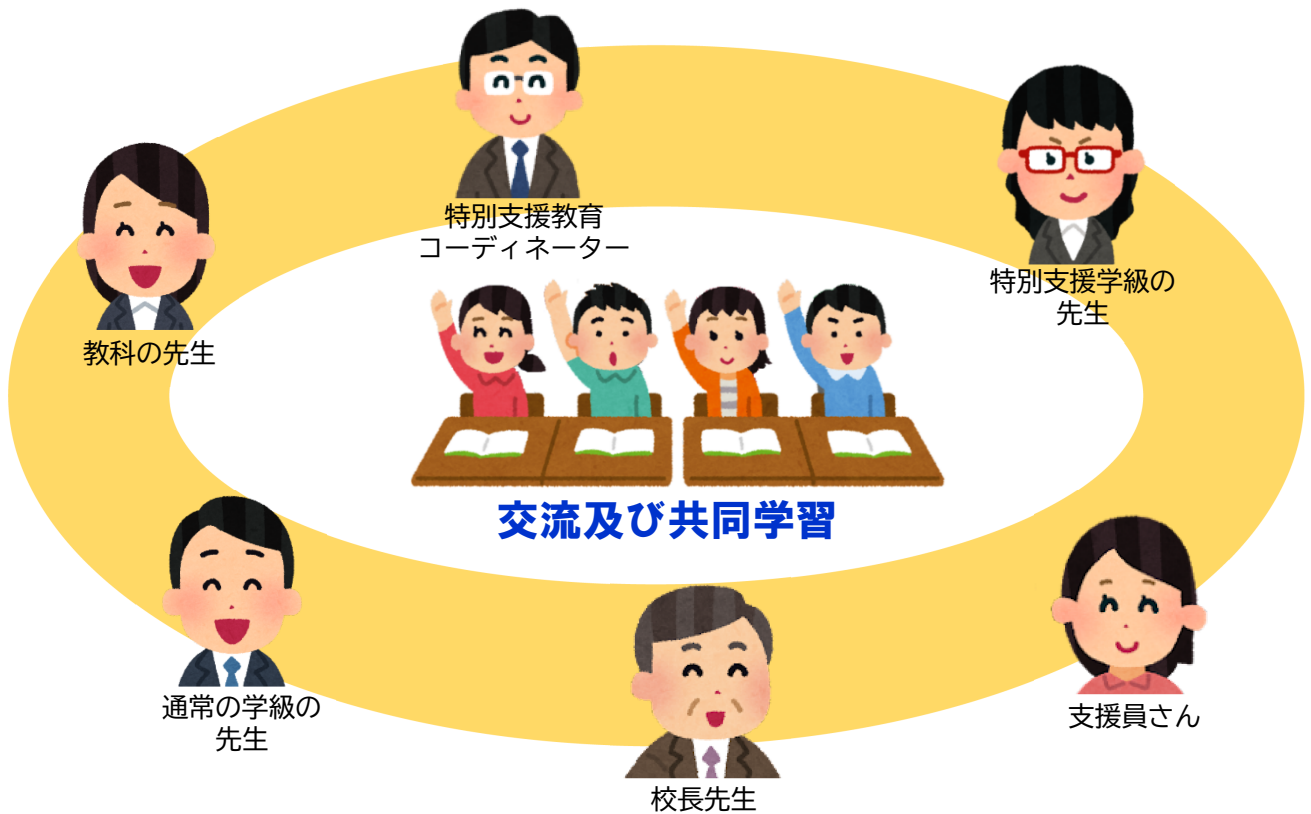 特別支援教育
コーディネーター
特別支援学級の
先生
教科の先生
交流及び共同学習
通常の学級の
先生
支援員さん
校長先生